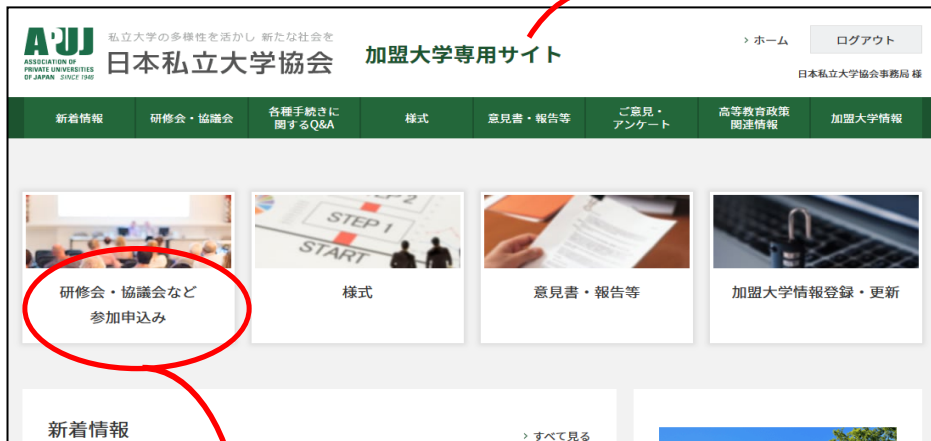 APUJ
ASSOCIATION OF
PRIVATE UNIVERSITIES
OF JAPAN SINCE 1948
私立大学の多様性を活かし 新たな社会を
日本私立大学協会
加盟大学専用サイト
> ホーム
ログアウト
日本私立大学協会事務局 様
新着情報
研修会・協議会
各種手続きに
関するQ&A
様式
意見書・報告等
ご意見・
アンケート
高等教育政策
関連情報
加盟大学情報
STEP 2
STEP 1
START
研修会・協議会など
参加申込み
様式
意見書・報告等
加盟大学情報登録・更新
新着情報
> すべて見る